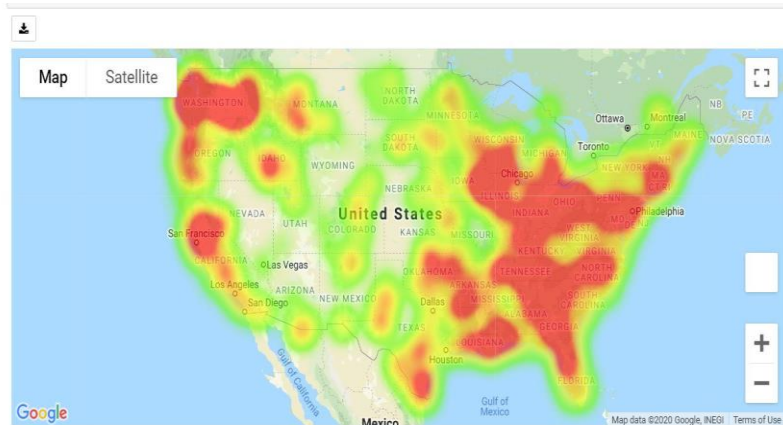 Map Satellite
WASHINGTON
MONTANA
NORTH
DAKOTA
MINNESOTA
Ottawa
Montreal
NB
PE
MAINE
NOVA SCOTIA
OREGON
IDAHO
SOUTH
DAKOTA
WISCONSIN
MICHIGAN
Toronto
VT
NH
NEW YORK
WYOMING
IOWA
Chicago
MA
NEBRASKA
ILLINOIS
INDIANA
OHIO
PENN
Philadelphia
NEVADA
UTAH
United States
COLORADO
KANSAS
MISSOURI
WEST
VIRGINIA
KENTUCKY
VIRGINIA
San Francisco
CALIFORNIA
Las Vegas
OKLAHOMA
TENNESSEE
NORTH
CAROLINA
Los Angeles
ARIZONA
NEW MEXICO
ARKANSAS
MISSISSIPPI
SOUTH
CAROLINA
San Diego
Dallas
ALABAMA
GEORGIA
TEXAS
LOUISIANA
Houston
FLORIDA
Gulf of
California
Gulf of
Mexico
Mexico
Google
Map data ©2020 Google, INEGI Terms of Use